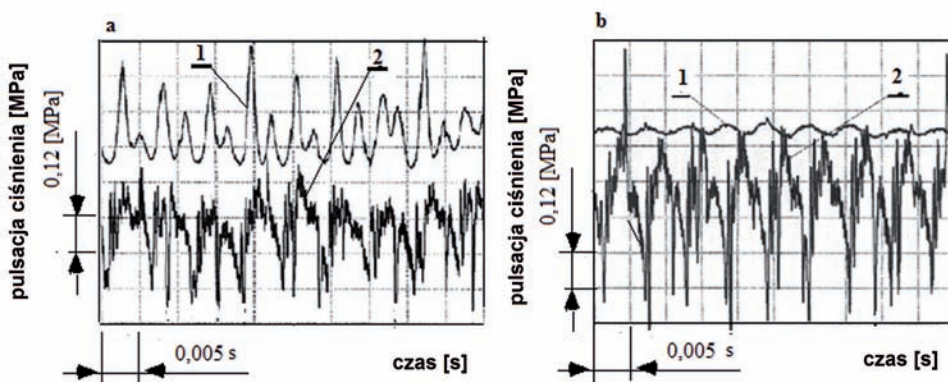 a
pulsacja ciśnienia [MPa]
0,12 [MPa]
1
2
0,005 s
czas [s]
b
pulsacja ciśnienia [MPa]
0,12 MPa]
1
2
0,005 s
czas [s]